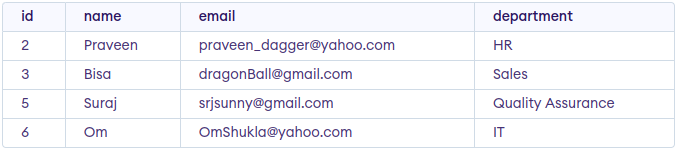 id name email department
2 Praveen praveen_dagger@yahoo.com HR
3 Bisa dragonBall@gmail.com Sales
5 Suraj srjsunny@gmail.com Quality Assurance
6 Om OmShukla@yahoo.com IT